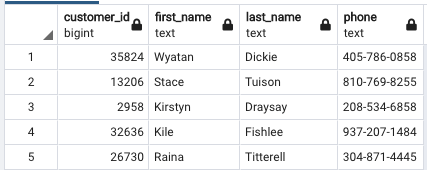 customer_id first_name last_name phone
bigint text text text
1 35824 Wyatan Dickie 405-786-0858
2 13206 Stace Tuison 810-769-8255
3 2958 Kirstyn Draysay 208-534-6858
4 32636 Kile Fishlee 937-207-1484
5 26730 Raina Titterell 304-871-4445